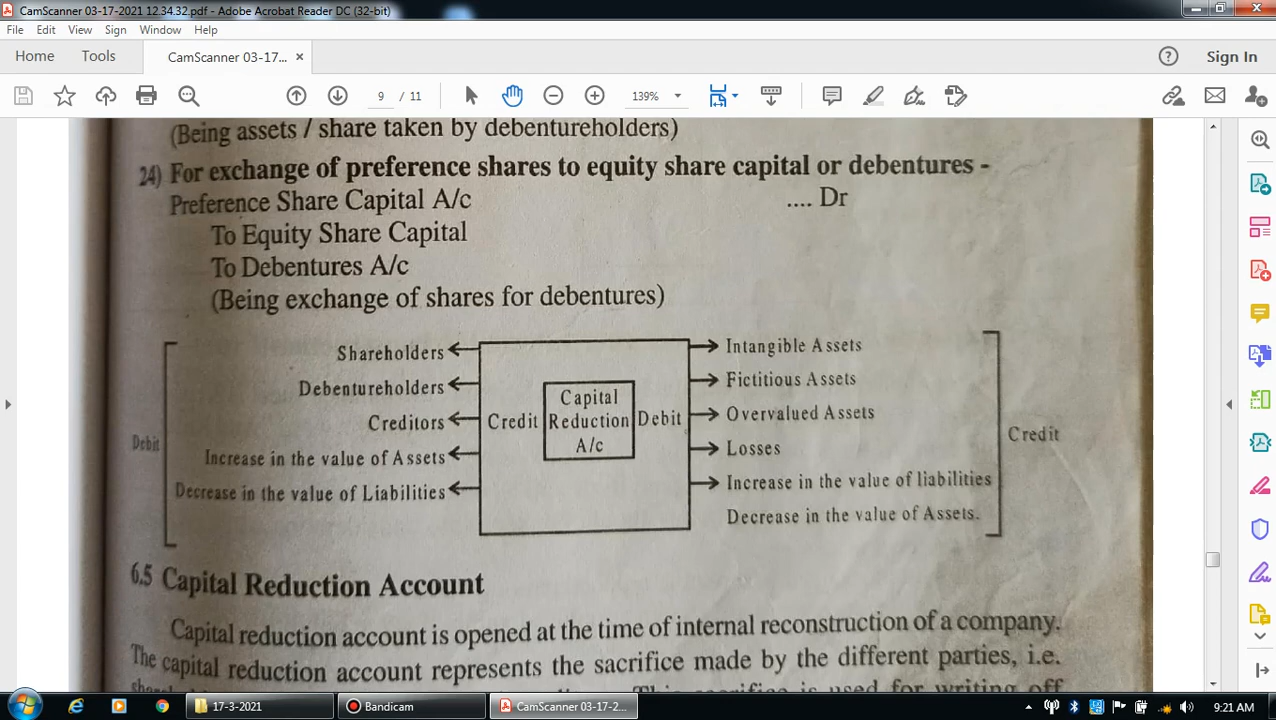 CamScanner 03-17-2021 12.34.32.pdf - Adobe Acrobat Reader DC (32-bit)
File Edit View Sign Window Help
Home Tools CamScanner 03-17... × Sign In
9 / 11 139%
(Being assets / share taken by debentureholders)
24) For exchange of preference shares to equity share capital or debentures -
Preference Share Capital A/c .... Dr
To Equity Share Capital
To Debentures A/c
(Being exchange of shares for debentures)
Debit
Shareholders
Debentureholders
Creditors
Increase in the value of Assets
Decrease in the value of Liabilities
Credit
Capital
Reduction
A/c
Debit
Intangible Assets
Fictitious Assets
Overvalued Assets
Losses
Increase in the value of liabilities
Decrease in the value of Assets.
Credit
6.5 Capital Reduction Account
Capital reduction account is opened at the time of internal reconstruction of a company.
The capital reduction account represents the sacrifice made by the different parties, i.e.
is used for writing off
17-3-2021 Bandicam CamScanner 03-17-2... 9:21 AM